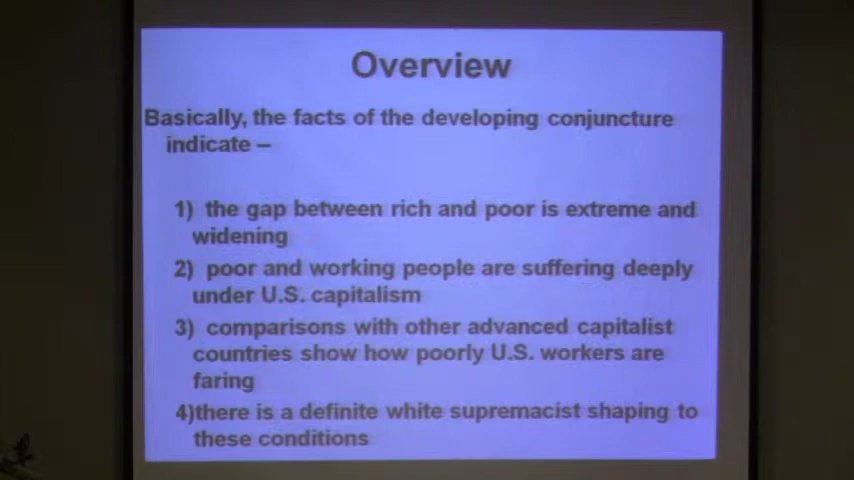 Overview
Basically, the facts of the developing conjuncture
indicate –
1) the gap between rich and poor is extreme and
widening
2) poor and working people are suffering deeply
under U.S. capitalism
3) comparisons with other advanced capitalist
countries show how poorly U.S. workers are
faring
4)there is a definite white supremacist shaping to
these conditions